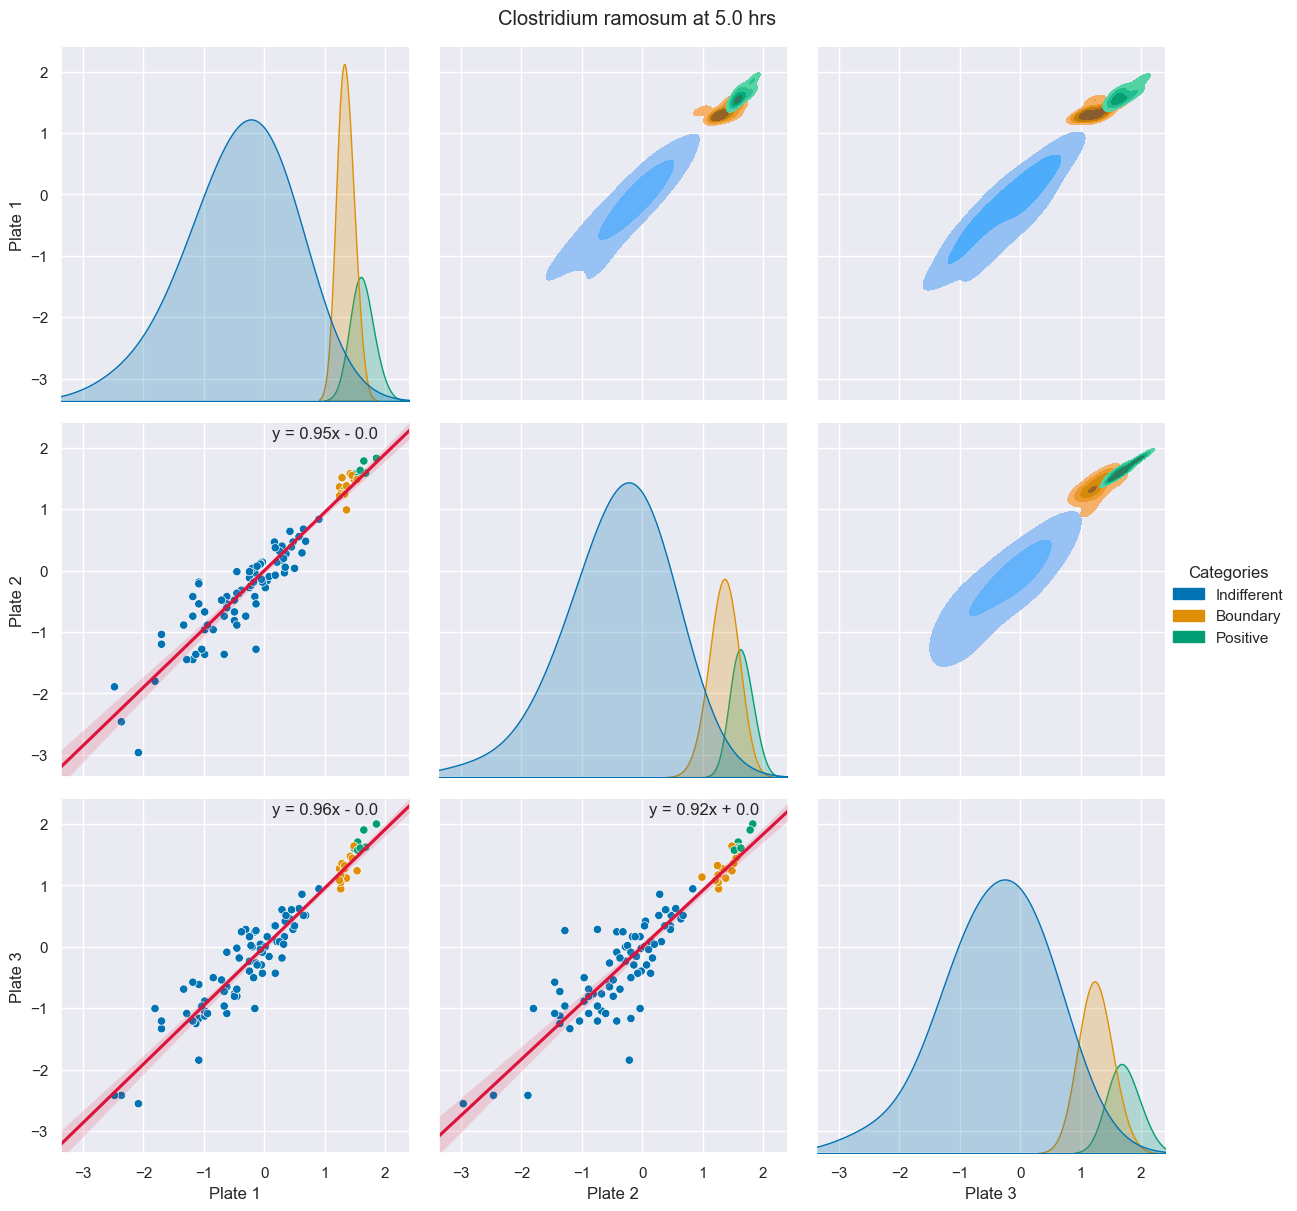 Clostridium ramosum at 5.0 hrs
2
1
0
−1
−2
−3
Plate 1
y = 0.95x - 0.0
2
1
0
−1
−2
−3
Plate 2
Categories
Indifferent
Boundary
Positive
y = 0.96x - 0.0
y = 0.92x + 0.0
2
1
0
−1
−2
−3
Plate 3
−3 −2 −1 0 1 2
−3 −2 −1 0 1 2
−3 −2 −1 0 1 2
Plate 1
Plate 2
Plate 3